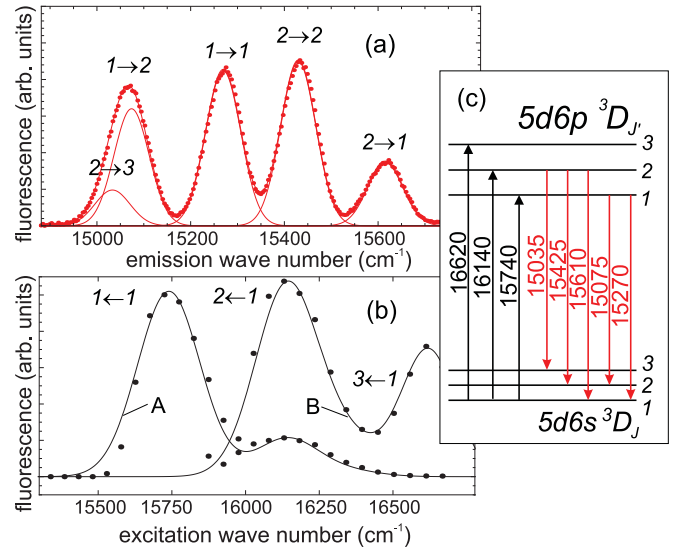 fluorescence (arb. units)
(a)
1→2
2→3
1→1
2→2
2→1
15000
15200
15400
15600
emission wave number (cm⁻¹)
fluorescence (arb. units)
(b)
1←1
2←1
3←1
A
B
15500
15750
16000
16250
16500
excitation wave number (cm⁻¹)
(c)
5d6p ³D_J'
3
2
1
16620
16140
15740
15035
15425
15610
15075
15270
3
2
1
5d6s ³D_J